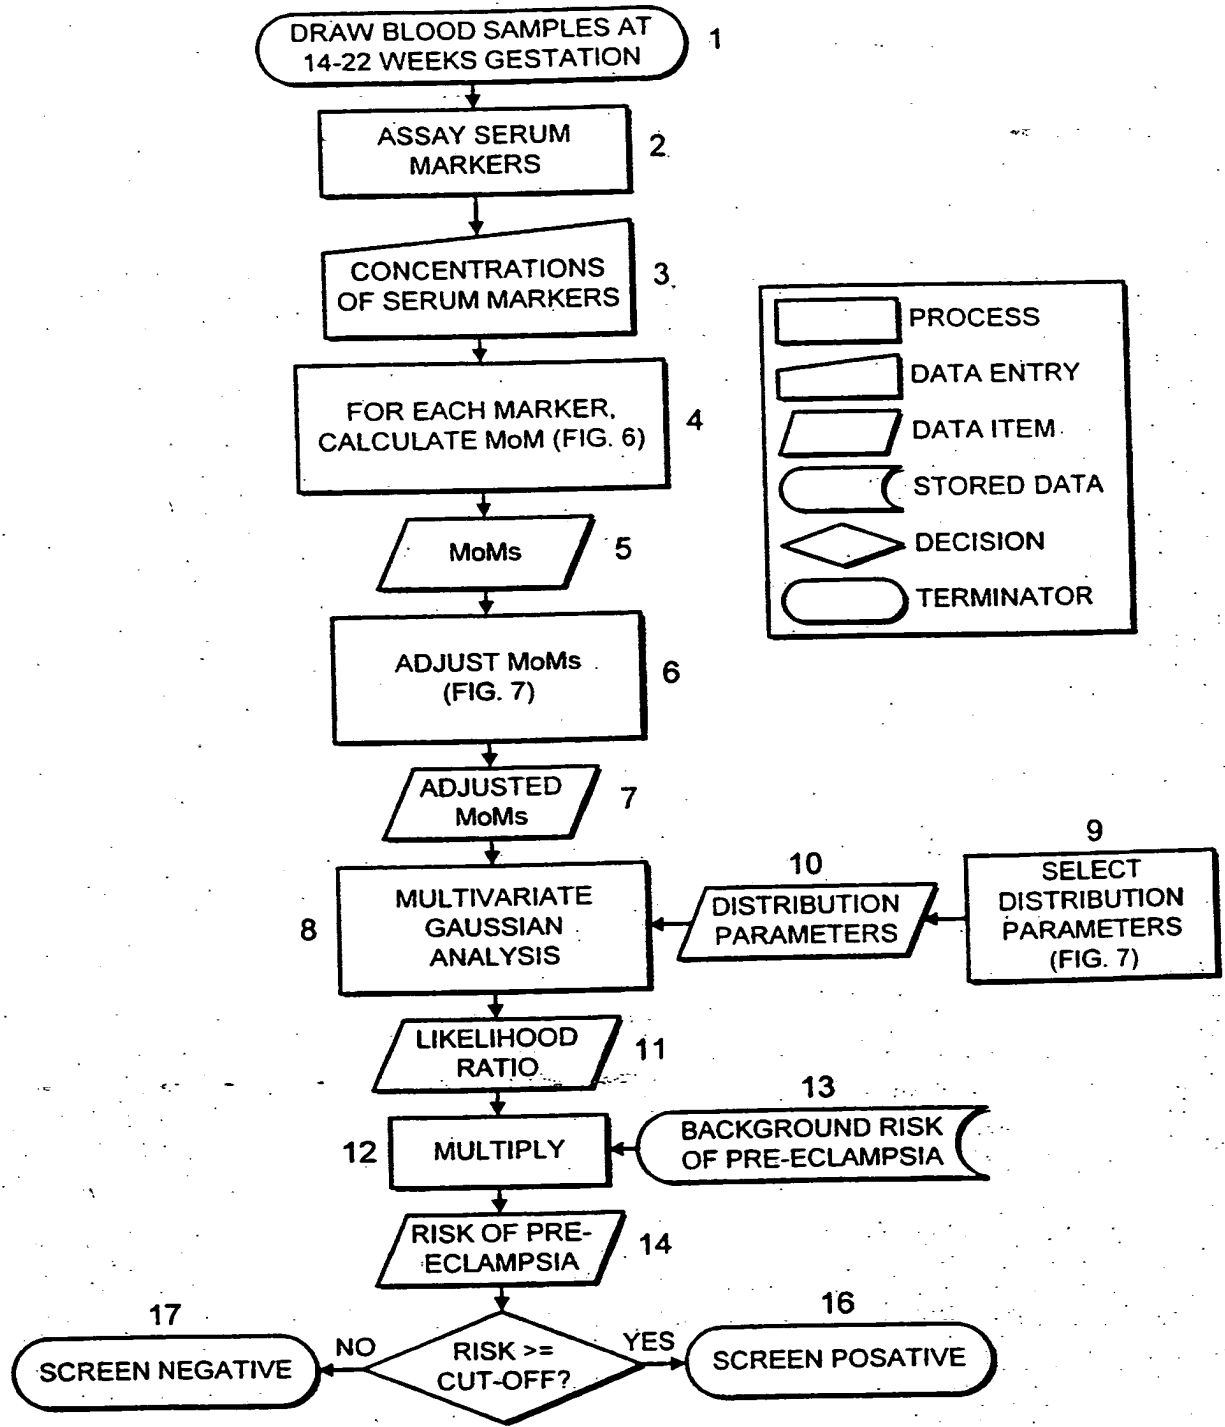 DRAW BLOOD SAMPLES AT
14-22 WEEKS GESTATION
1
ASSAY SERUM
MARKERS
2
CONCENTRATIONS
OF SERUM MARKERS
3
FOR EACH MARKER,
CALCULATE MoM (FIG. 6)
4
MoMs
5
ADJUST MoMs
(FIG. 7)
6
ADJUSTED
MoMs
7
8
MULTIVARIATE
GAUSSIAN
ANALYSIS
10
DISTRIBUTION
PARAMETERS
9
SELECT
DISTRIBUTION
PARAMETERS
(FIG. 7)
LIKELIHOOD
RATIO
11
12
MULTIPLY
13
BACKGROUND RISK
OF PRE-ECLAMPSIA
RISK OF PRE-
ECLAMPSIA
14
17
SCREEN NEGATIVE
NO
RISK >=
CUT-OFF?
YES
16
SCREEN POSATIVE
PROCESS
DATA ENTRY
DATA ITEM
STORED DATA
DECISION
TERMINATOR